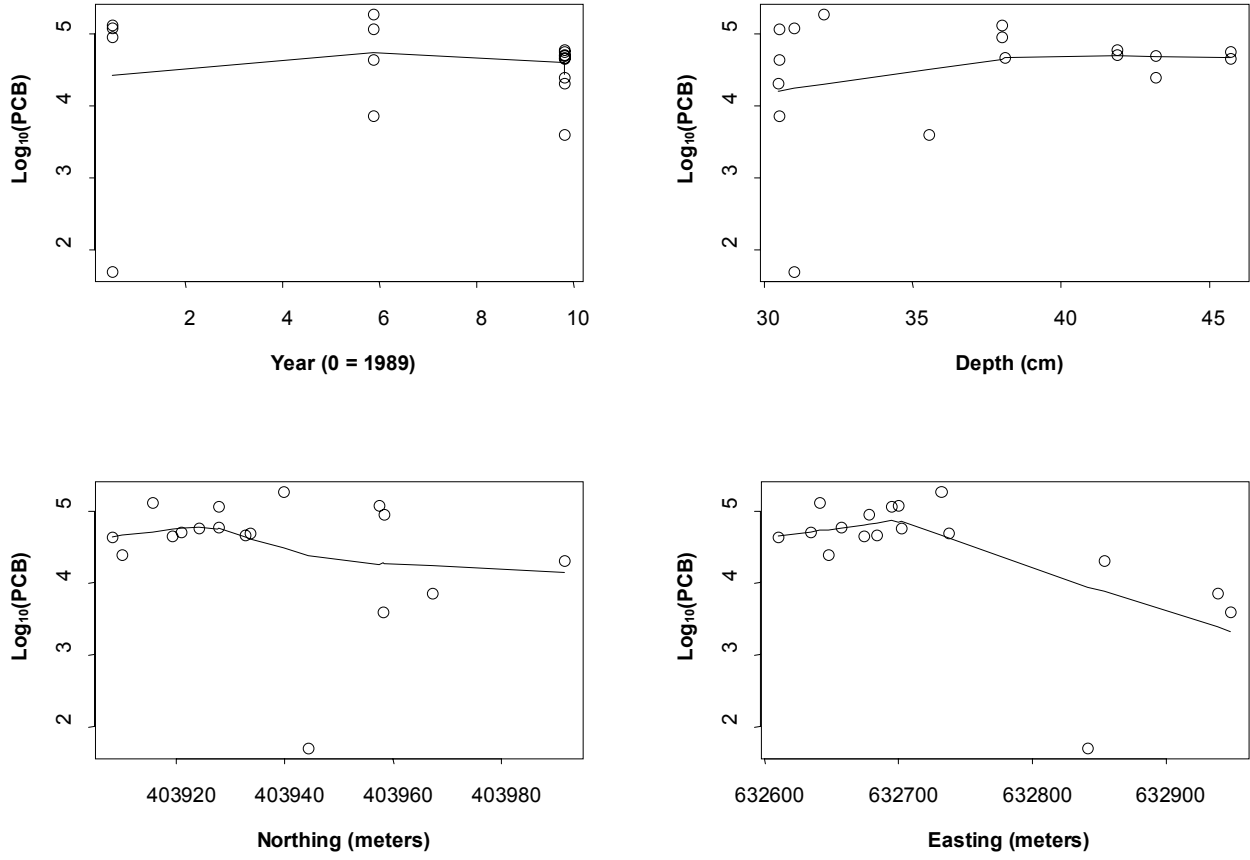 Log₁₀(PCB)
5
4
3
2
2 4 6 8 10
Year (0 = 1989)
Log₁₀(PCB)
5
4
3
2
30 35 40 45
Depth (cm)
Log₁₀(PCB)
5
4
3
2
403920 403940 403960 403980
Northing (meters)
Log₁₀(PCB)
5
4
3
2
632600 632700 632800 632900
Easting (meters)